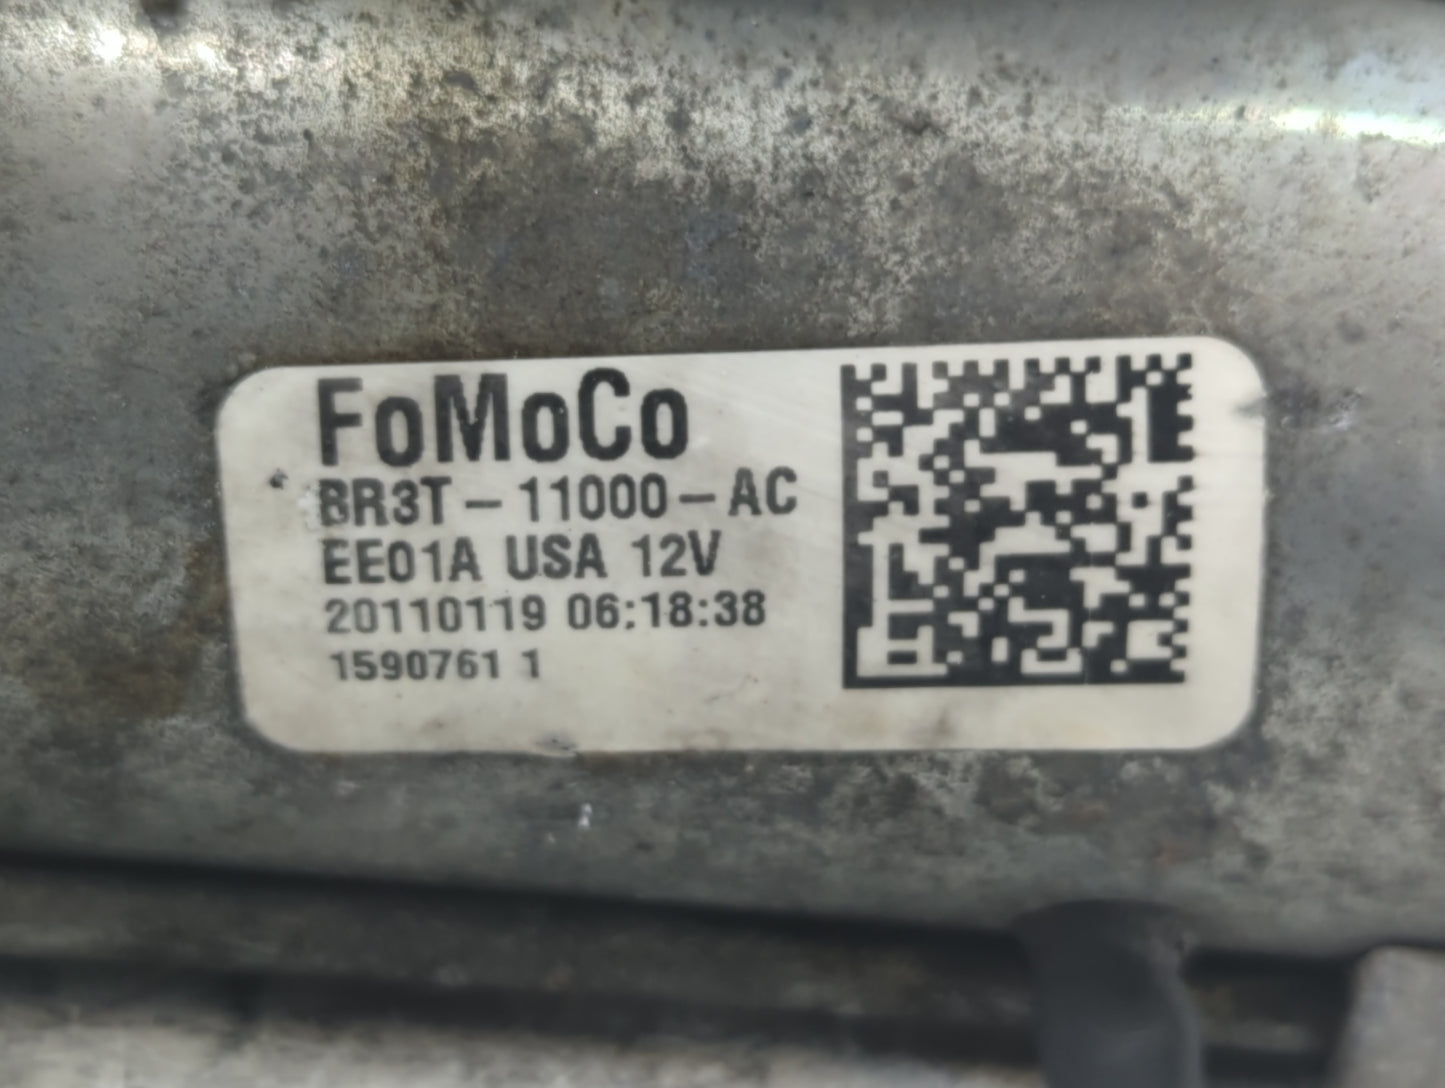 FoMoCo
BR3T-11000-AC
EE01A USA 12V
20110119 06:18:38
1590761 1